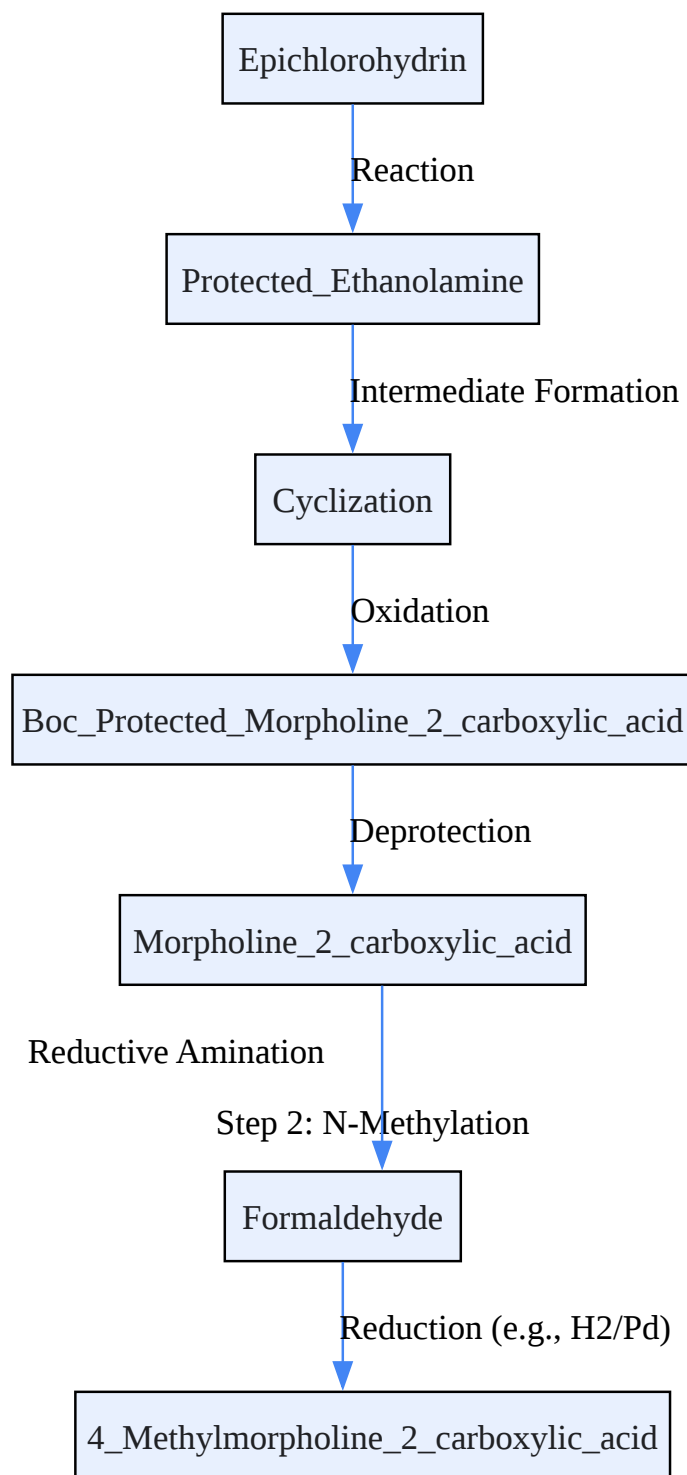 Epichlorohydrin
Reaction
Protected_Ethanolamine
Intermediate Formation
Cyclization
Oxidation
Boc_Protected_Morpholine_2_carboxylic_acid
Deprotection
Morpholine_2_carboxylic_acid
Reductive Amination
Step 2: N-Methylation
Formaldehyde
Reduction (e.g., H2/Pd)
4_Methylmorpholine_2_carboxylic_acid